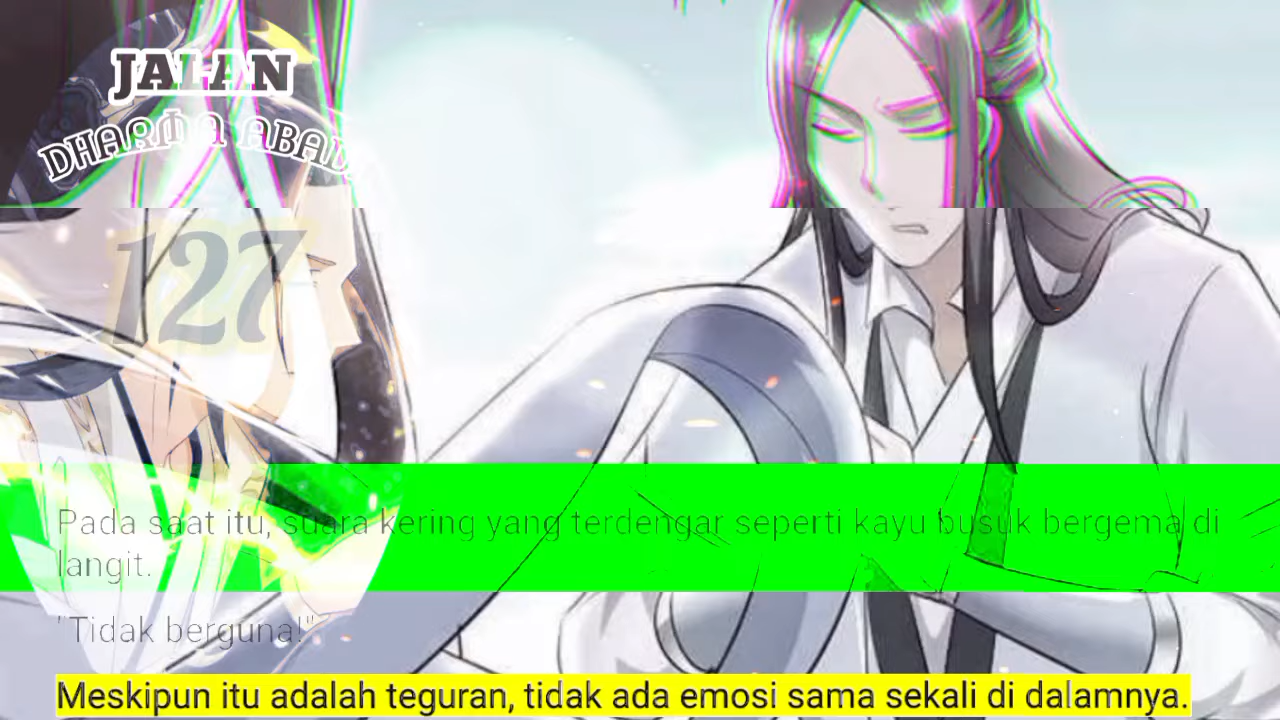 JALAN
DHARMA ABADI
127
Pada saat itu, suara kering yang terdengar seperti kayu busuk bergema di
langit.
"Tidak berguna!"
Meskipun itu adalah teguran, tidak ada emosi sama sekali di dalamnya.